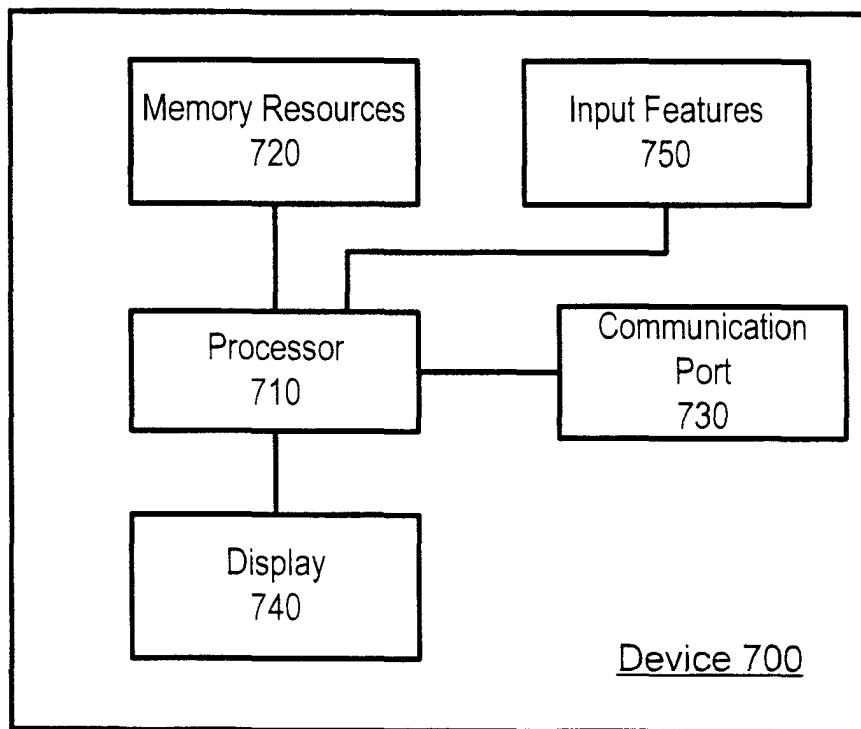 Memory Resources
720
Input Features
750
Processor
710
Communication
Port
730
Display
740
Device 700